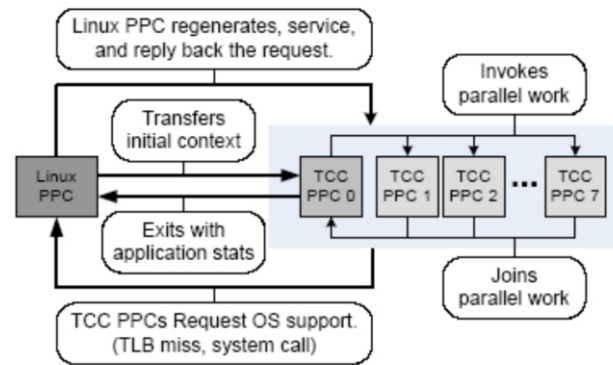 Linux PPC regenerates, service,
and reply back the request.
Transfers
initial context
Invokes
parallel work
Linux
PPC
TCC
PPC 0
TCC
PPC 1
TCC
PPC 2
...
TCC
PPC 7
Exits with
application stats
Joins
parallel work
TCC PPCs Request OS support.
(TLB miss, system call)